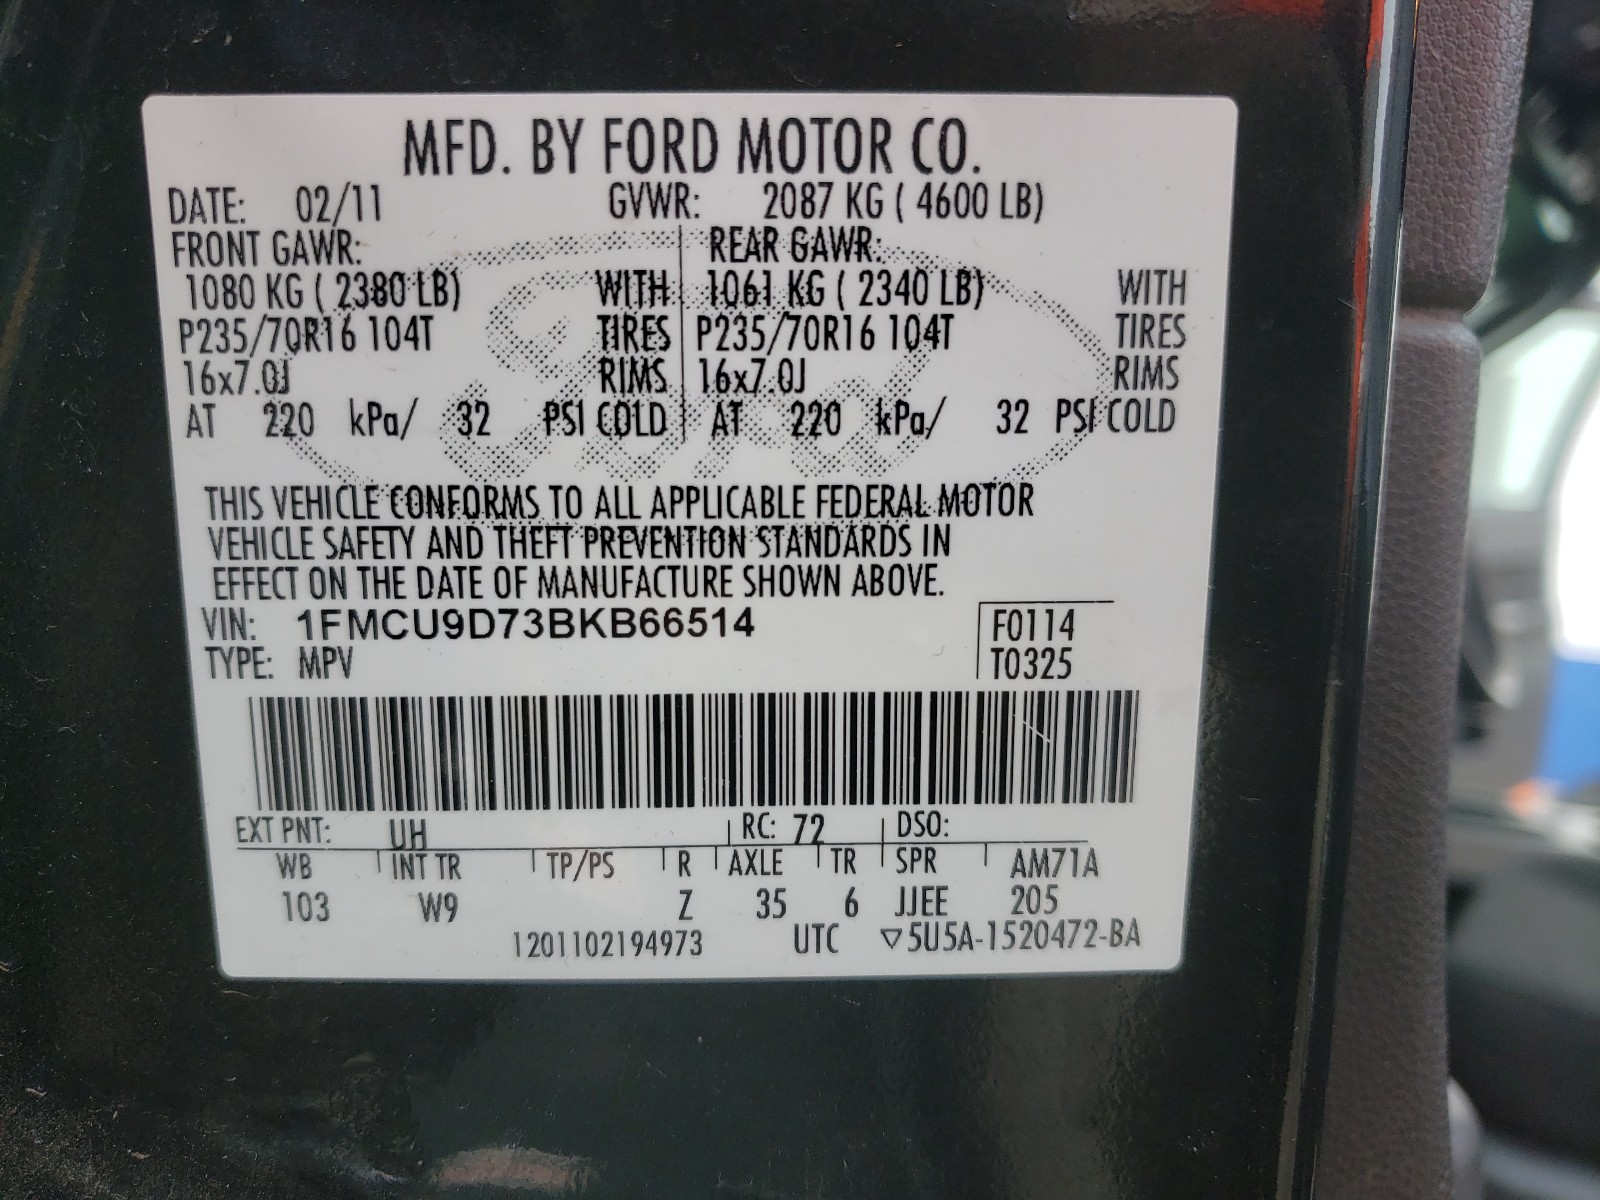 MFD. BY FORD MOTOR CO.
DATE: 02/11 GVWR: 2087 KG ( 4600 LB)
FRONT GAWR: REAR GAWR:
1080 KG ( 2380 LB) WITH 1061 KG ( 2340 LB) WITH
P235/70R16 104T TIRES P235/70R16 104T TIRES
16x7.0J RIMS 16x7.0J RIMS
AT 220 kPa/ 32 PSI COLD AT 220 kPa/ 32 PSI COLD
Ford
THIS VEHICLE CONFORMS TO ALL APPLICABLE FEDERAL MOTOR
VEHICLE SAFETY AND THEFT PREVENTION STANDARDS IN
EFFECT ON THE DATE OF MANUFACTURE SHOWN ABOVE.
VIN: 1FMCU9D73BKB66514 F0114
TYPE: MPV T0325
EXT PNT: UH RC: 72 DSO:
WB INT TR TP/PS R AXLE TR SPR AM71A
103 W9 Z 35 6 JJEE 205
1201102194973 UTC ▽5U5A-1520472-BA